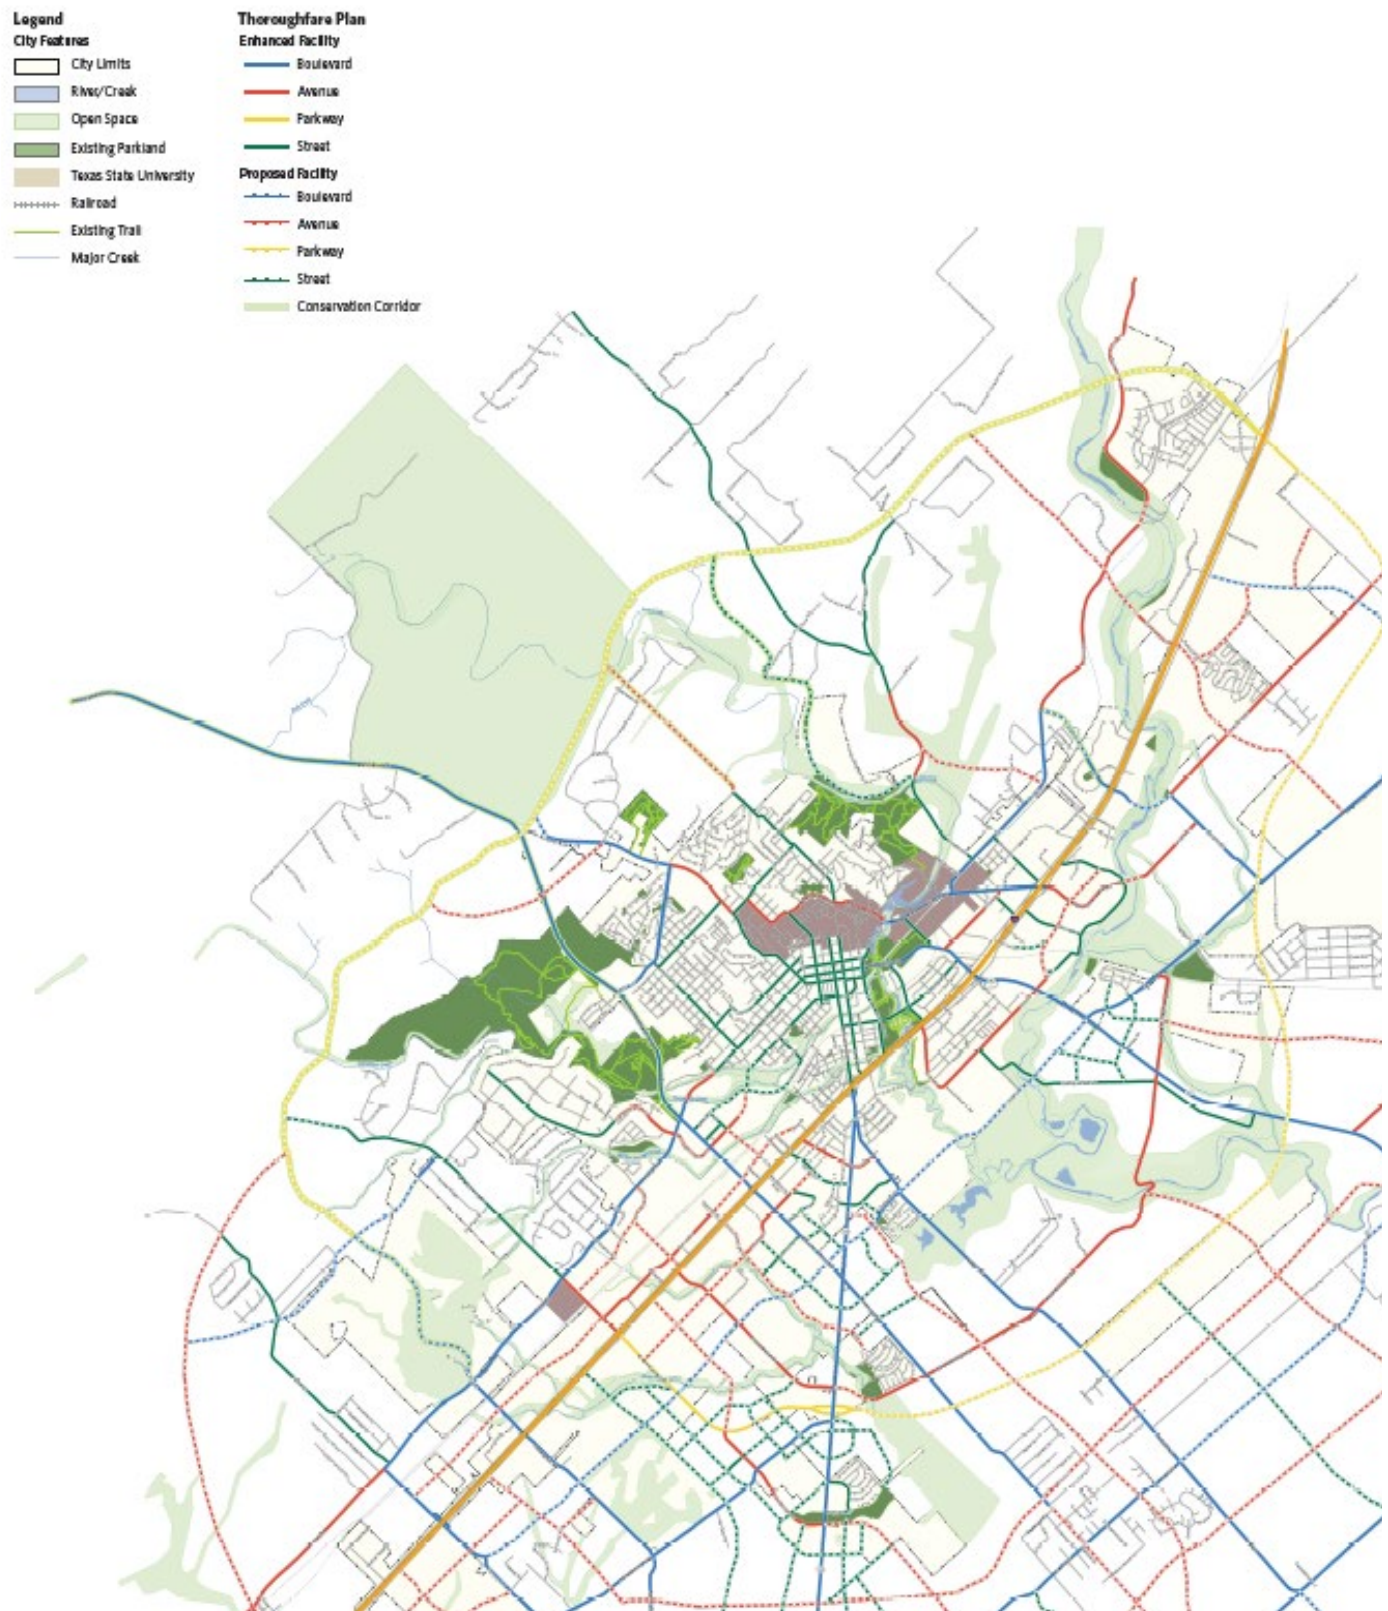 Legend
City Features
City Limits
River/Creek
Open Space
Existing Parkland
Texas State University
Railroad
Existing Trail
Major Creek
Thoroughfare Plan
Enhanced Facility
Boulevard
Avenue
Parkway
Street
Proposed Facility
Boulevard
Avenue
Parkway
Street
Conservation Corridor